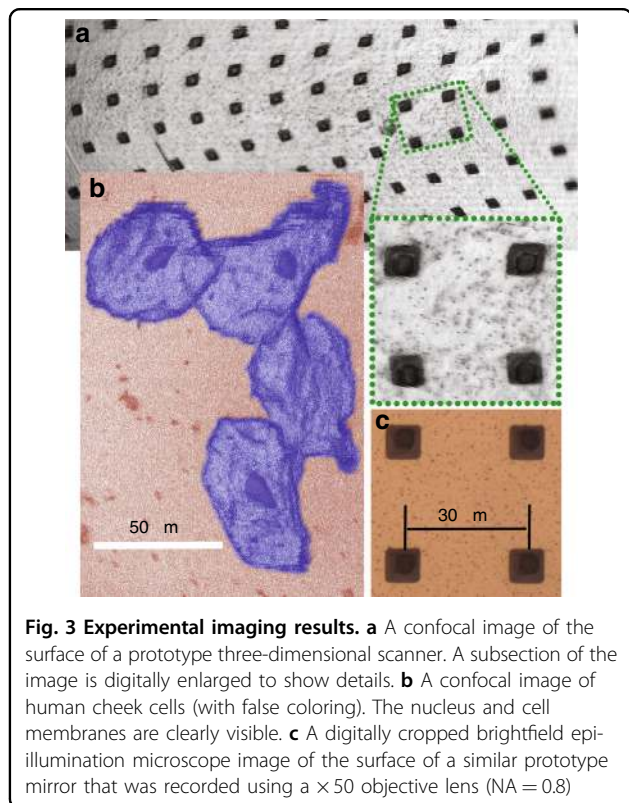 a
b
c
50 m
30 m
Fig. 3 Experimental imaging results. a A confocal image of the
surface of a prototype three-dimensional scanner. A subsection of the
image is digitally enlarged to show details. b A confocal image of
human cheek cells (with false coloring). The nucleus and cell
membranes are clearly visible. c A digitally cropped brightfield epi-
illumination microscope image of the surface of a similar prototype
mirror that was recorded using a × 50 objective lens (NA = 0.8)